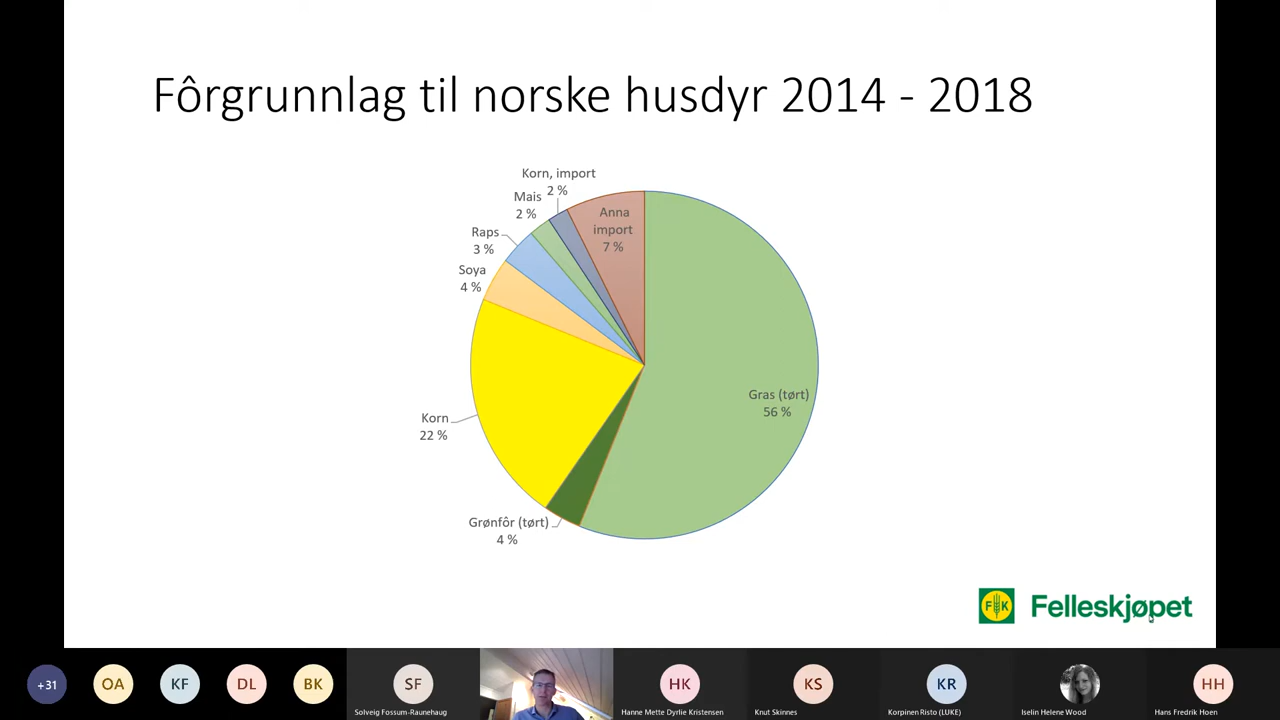 Fôrgrunnlag til norske husdyr 2014 - 2018
Korn, import
2 %
Mais
2 %
Anna
import
7 %
Raps
3 %
Soya
4 %
Gras (tørt)
56 %
Korn
22 %
Grønfôr (tørt)
4 %
FK
Felleskjøpet
+31
OA
KF
DL
BK
SF
Solveig Fossum-Raunehaug
HK
Hanne Mette Dyrlie Kristensen
KS
Knut Skinnes
KR
Korpinen Risto (LUKE)
Iselin Helene Wood
HH
Hans Fredrik Hoen